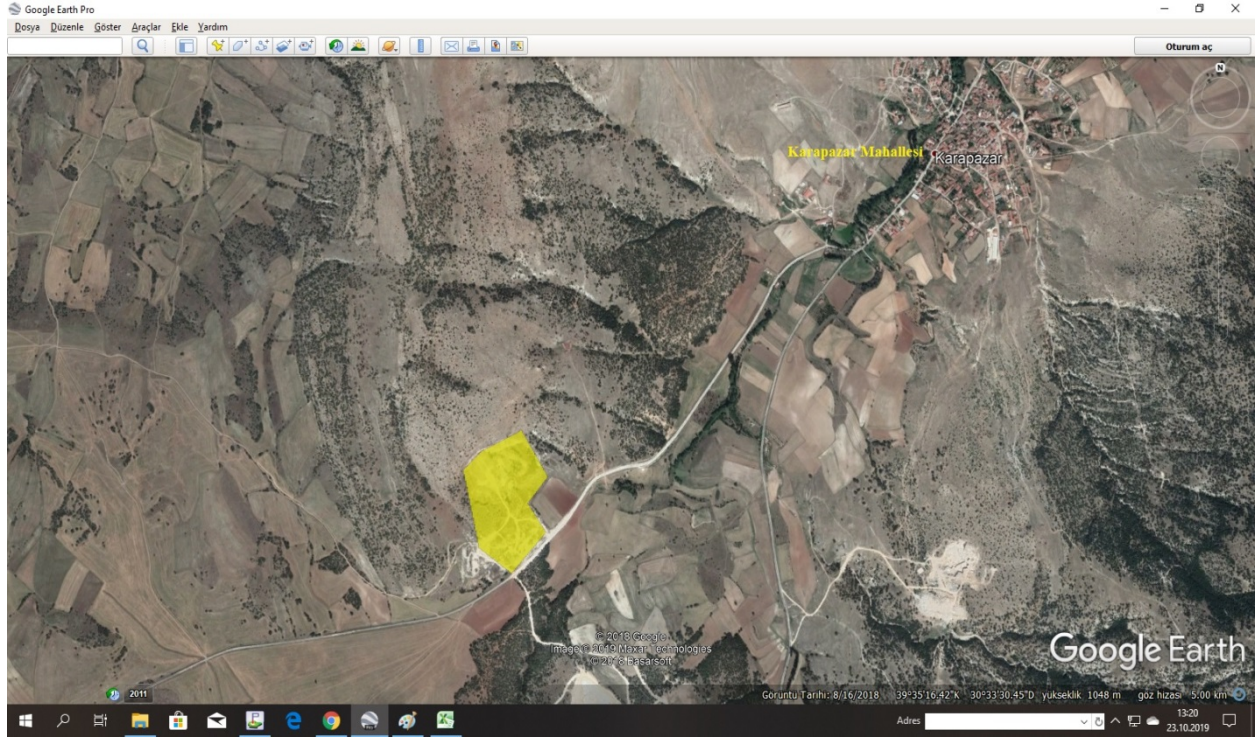 Google Earth Pro
Dosya Düzenle Göster Araçlar Ekle Yardım
Oturum aç
N
Karapazar Mahallesi
Karapazar
© 2018 Google
Image © 2019 Maxar Technologies
© 2018 Basarsoft
Google Earth
2011
Görüntü Tarihi: 8/16/2018 39°35'16.42"K 30°33'30.45"D yükseklik 1048 m göz hizası 5.00 km
Adres
13:20
23.10.2019